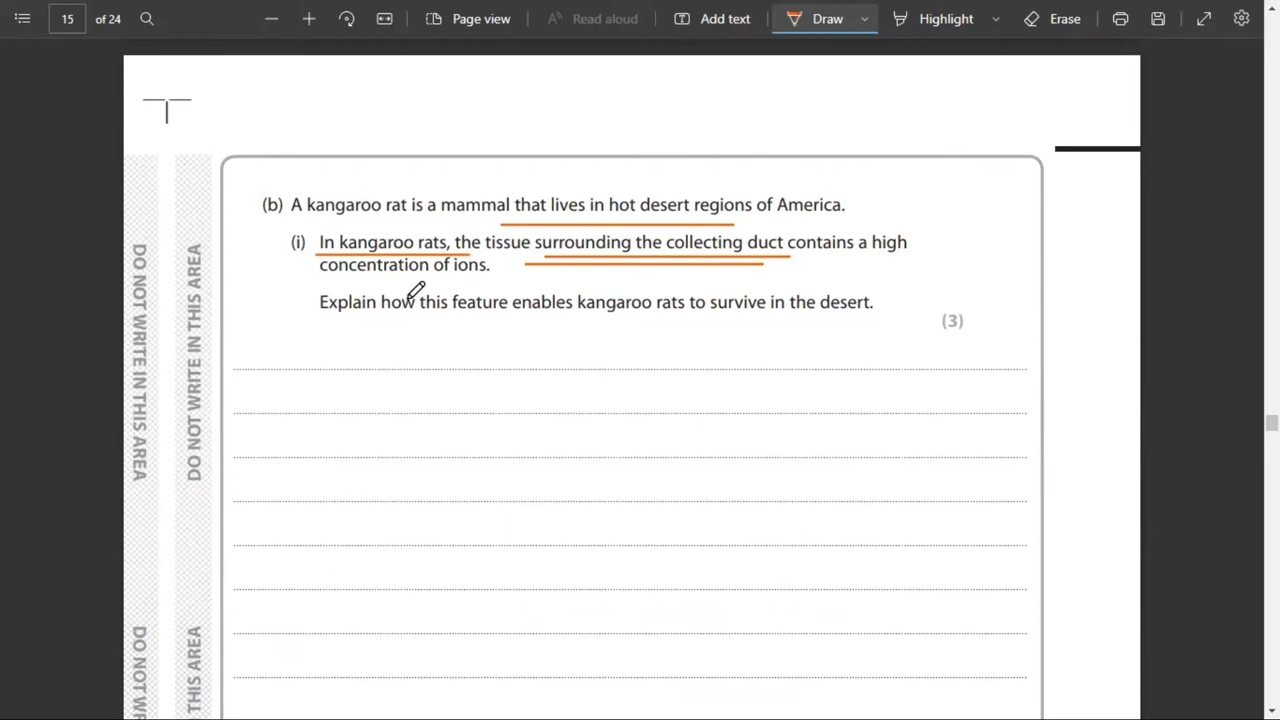 15 of 24 Page view Read aloud Add text Draw Highlight Erase
(b) A kangaroo rat is a mammal that lives in hot desert regions of America.
(i) In kangaroo rats, the tissue surrounding the collecting duct contains a high
concentration of ions.
Explain how this feature enables kangaroo rats to survive in the desert.
(3)
DO NOT WRITE IN THIS AREA
DO NOT WRITE IN THIS AREA
DO NOT WR
THIS AREA